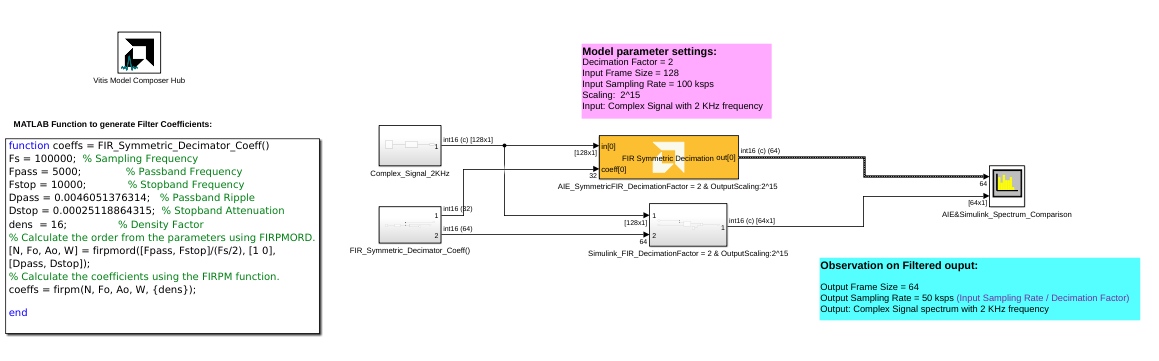 Vitis Model Composer Hub
MATLAB Function to generate Filter Coefficients:
function coeffs = FIR_Symmetric_Decimator_Coeff()
Fs = 100000;  % Sampling Frequency
Fpass = 5000;            % Passband Frequency
Fstop = 10000;           % Stopband Frequency
Dpass = 0.0046051376314;   % Passband Ripple
Dstop = 0.00025118864315;  % Stopband Attenuation
dens  = 16;              % Density Factor
% Calculate the order from the parameters using FIRPMORD.
[N, Fo, Ao, W] = firpmord([Fpass, Fstop]/(Fs/2), [1 0],
[Dpass, Dstop]);
% Calculate the coefficients using the FIRPM function.
coeffs = firpm(N, Fo, Ao, W, {dens});
end
Model parameter settings:
Decimation Factor = 2
Input Frame Size = 128
Input Sampling Rate = 100 ksps
Scaling:  2^15
Input: Complex Signal with 2 KHz frequency
1
int16 (c) [128x1]
Complex_Signal_2KHz
1
int16 (32)
2
int16 (64)
FIR_Symmetric_Decimator_Coeff()
[128x1]
32
in[0]
coeff[0]
FIR Symmetric Decimation
out[0]
int16 (c) (64)
AIE_SymmetricFIR_DecimationFactor = 2 & OutputScaling:2^15
[128x1]
64
1
2
1
int16 (c) [64x1]
Simulink_FIR_DecimationFactor = 2 & OutputScaling:2^15
64
[64x1]
AIE&Simulink_Spectrum_Comparison
Observation on Filtered ouput:
Output Frame Size = 64
Output Sampling Rate = 50 ksps (Input Sampling Rate / Decimation Factor)
Output: Complex Signal spectrum with 2 KHz frequency